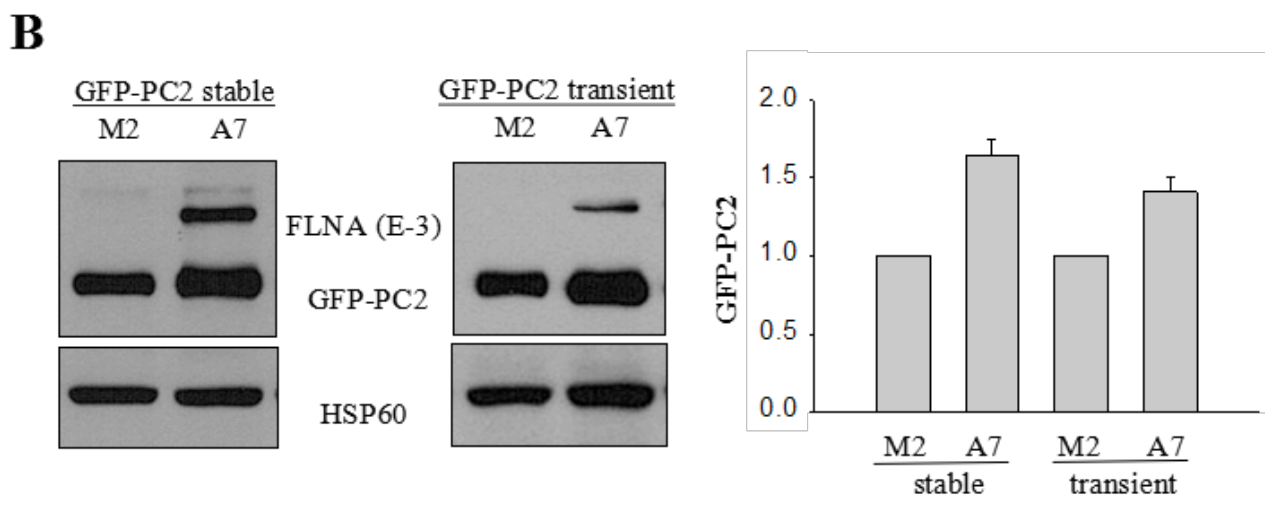 B
GFP-PC2 stable
M2 A7
GFP-PC2 transient
M2 A7
FLNA (E-3)
GFP-PC2
HSP60
GFP-PC2
2.0
1.5
1.0
0.5
0.0
M2 A7 M2 A7
stable transient